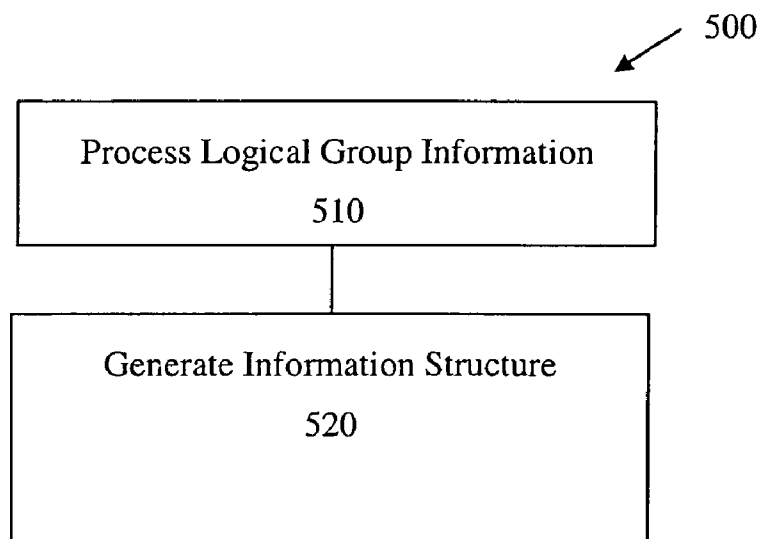 500
Process Logical Group Information
510
Generate Information Structure
520